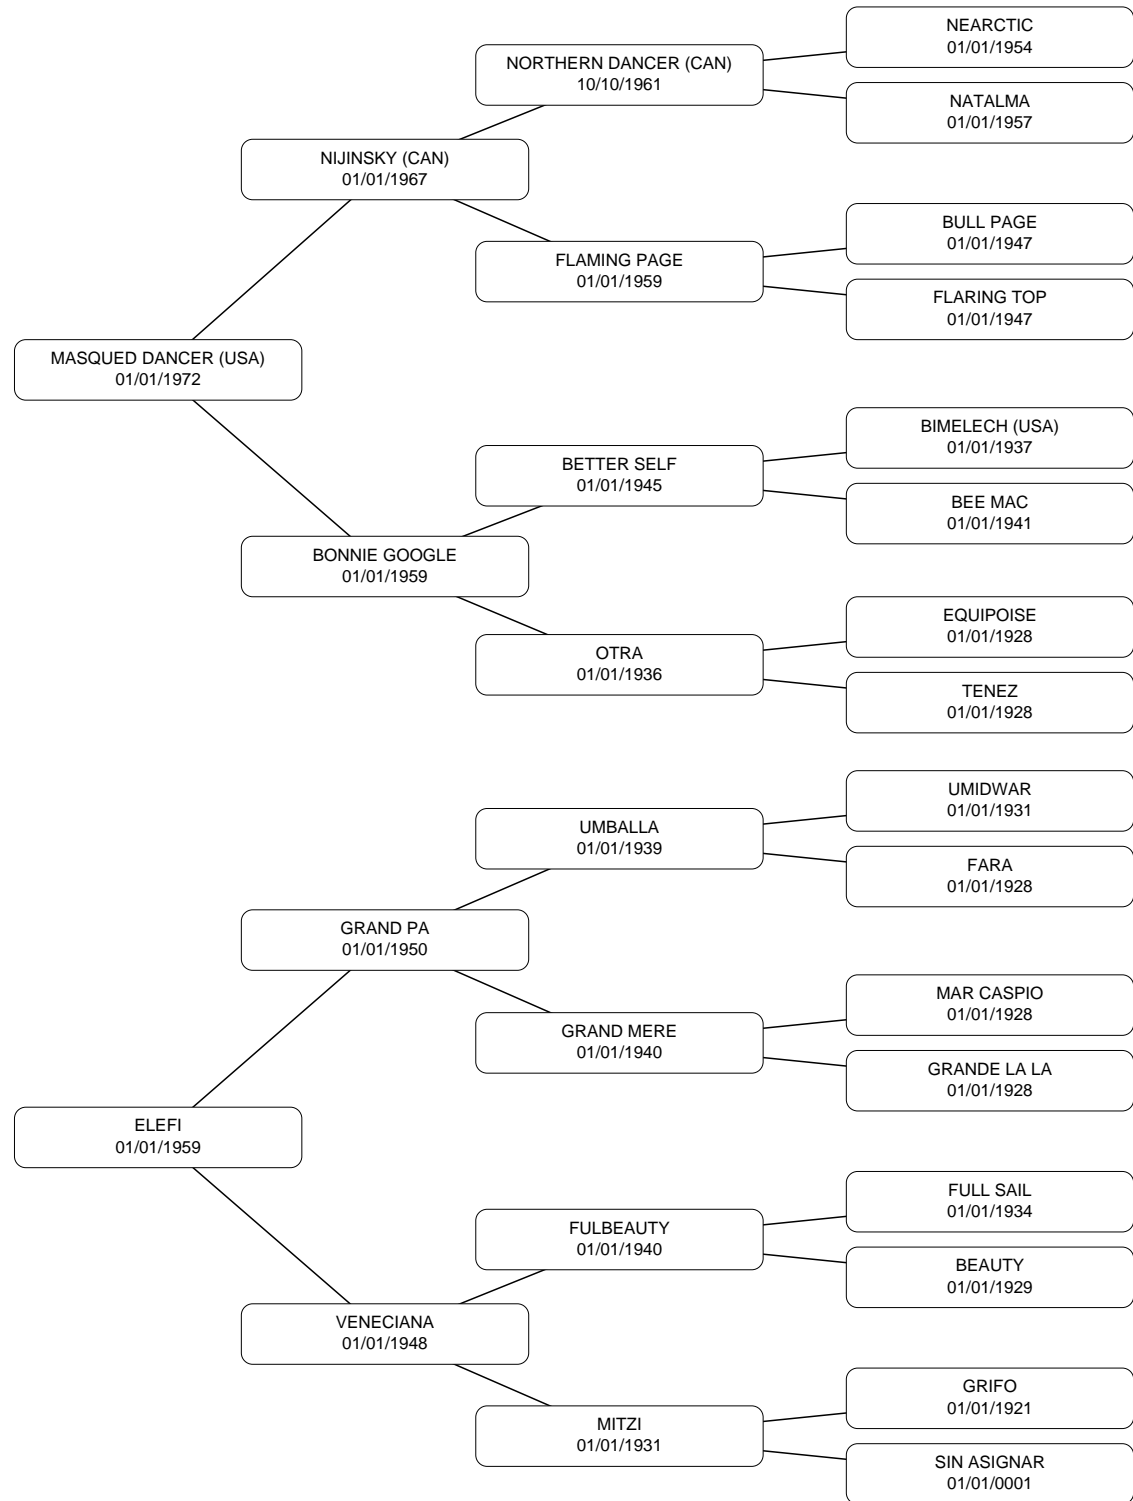 NEARCTIC
01/01/1954
NORTHERN DANCER (CAN)
10/10/1961
NATALMA
01/01/1957
NIJINSKY (CAN)
01/01/1967
BULL PAGE
01/01/1947
FLAMING PAGE
01/01/1959
FLARING TOP
01/01/1947
MASQUED DANCER (USA)
01/01/1972
BIMELECH (USA)
01/01/1937
BETTER SELF
01/01/1945
BEE MAC
01/01/1941
BONNIE GOOGLE
01/01/1959
EQUIPOISE
01/01/1928
OTRA
01/01/1936
TENEZ
01/01/1928
UMIDWAR
01/01/1931
UMBALLA
01/01/1939
FARA
01/01/1928
GRAND PA
01/01/1950
MAR CASPIO
01/01/1928
GRAND MERE
01/01/1940
GRANDE LA LA
01/01/1928
ELEFI
01/01/1959
FULL SAIL
01/01/1934
FULBEAUTY
01/01/1940
BEAUTY
01/01/1929
VENECIANA
01/01/1948
GRIFO
01/01/1921
MITZI
01/01/1931
SIN ASIGNAR
01/01/0001